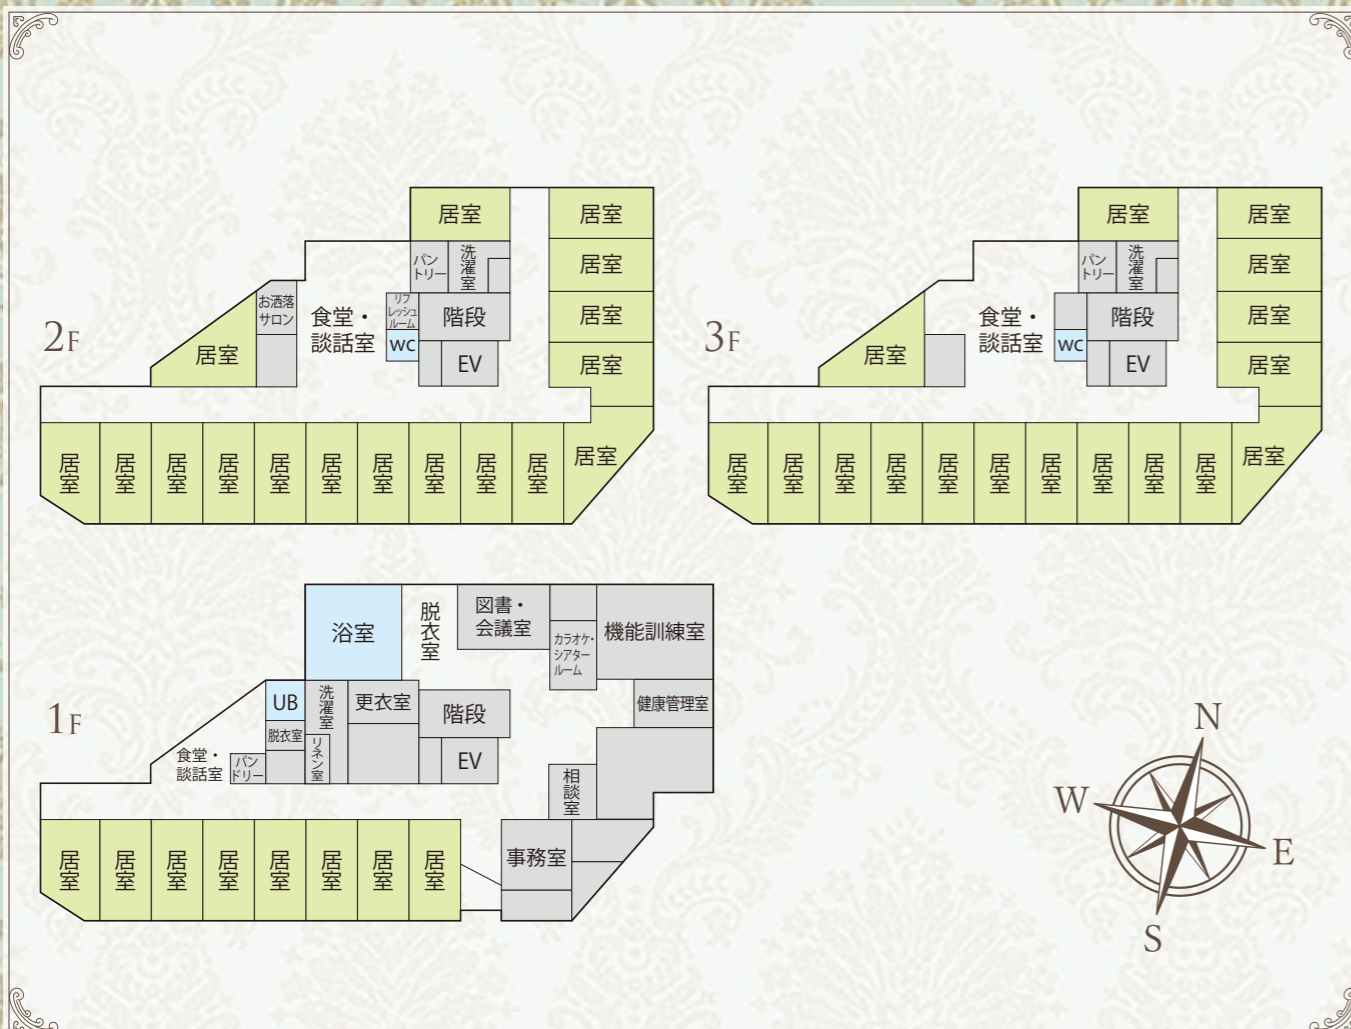 2F
居室
居室
パン
トリー
洗濯室
居室
お洒落
サロン
食堂・
談話室
リフ
レッシュ
ルーム
階段
居室
居室
WC
EV
居室
居室
居室
居室
居室
居室
居室
居室
居室
居室
居室
居室
3F
居室
居室
パン
トリー
洗濯室
居室
食堂・
談話室
階段
居室
居室
WC
EV
居室
居室
居室
居室
居室
居室
居室
居室
居室
居室
居室
居室
1F
浴室
脱衣室
図書・
会議室
カラオケ・
シアター
ルーム
機能訓練室
UB
洗濯室
更衣室
階段
健康管理室
脱衣室
リネン室
食堂・
談話室
パン
ドリー
EV
相談室
居室
居室
居室
居室
居室
居室
居室
居室
事務室
N
W
E
S